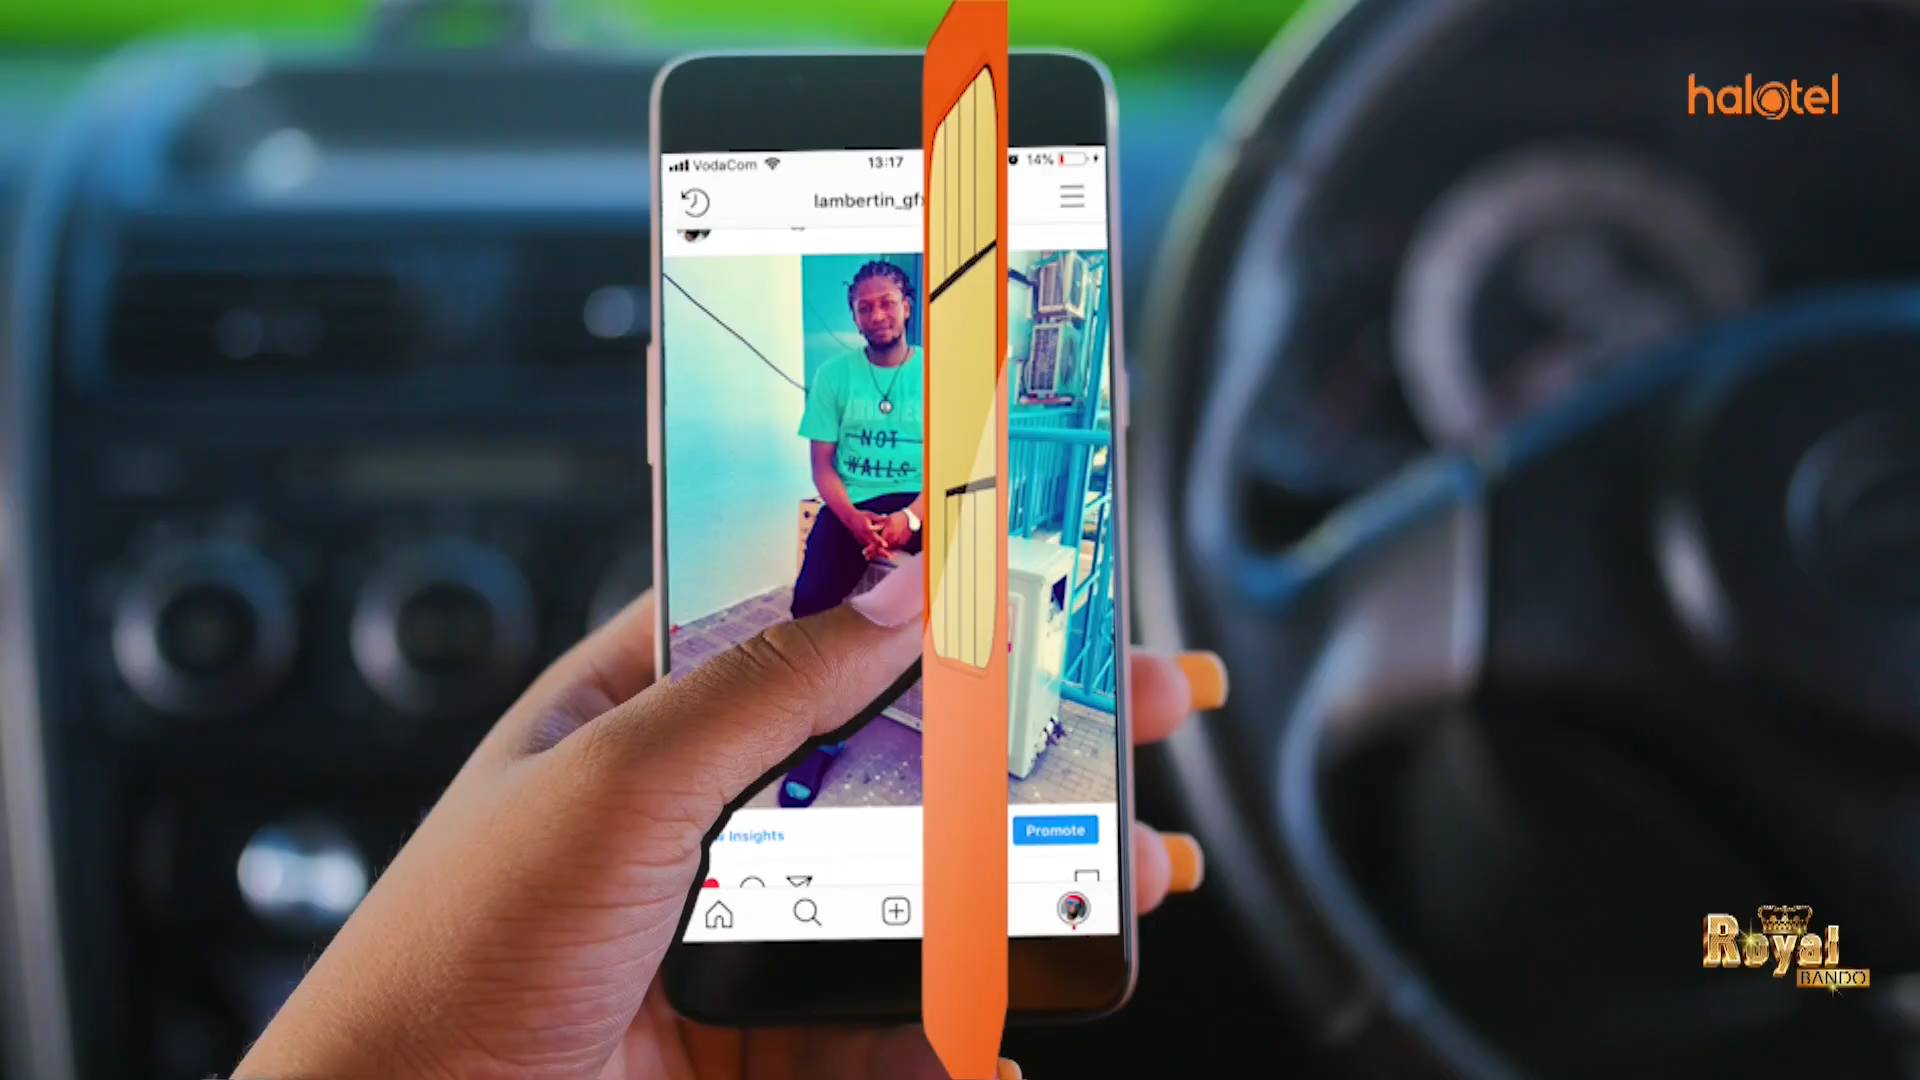 halotel
VodaCom
13:17
14%
lambertin_gf
NOT
WALLS
Insights
Promote
Royal
BANDO